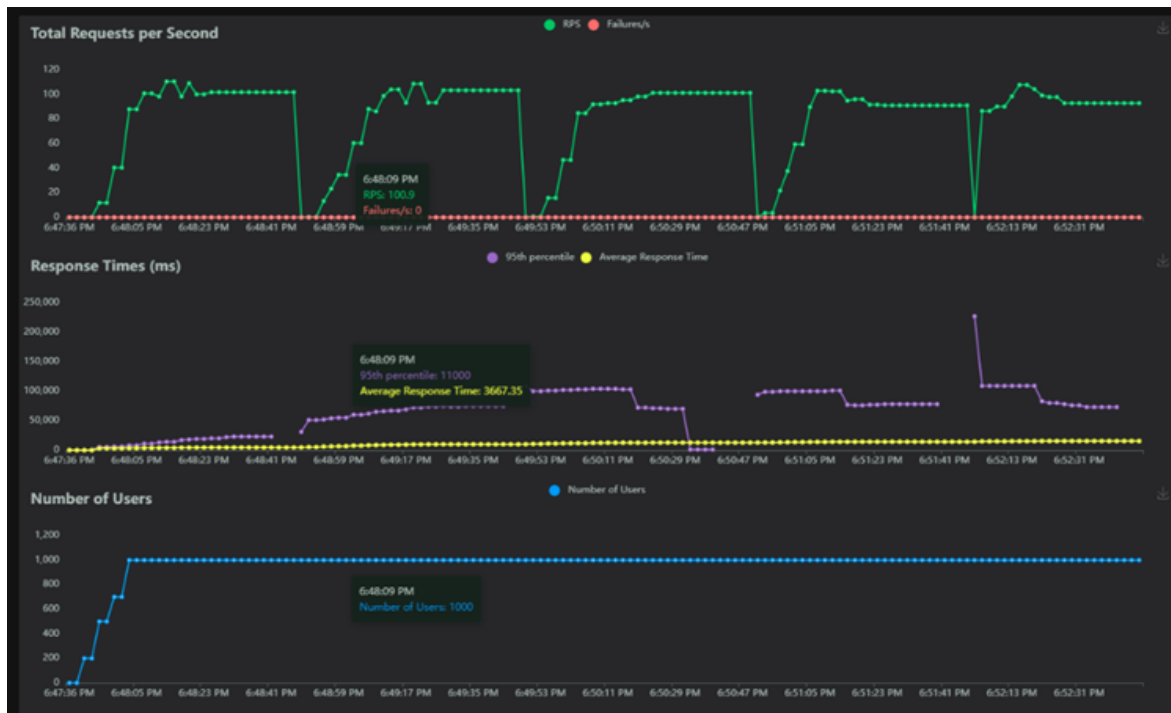 Total Requests per Second
RPS Failures/s
120
100
80
60
40
20
0
6:48:09 PM
RPS: 100.9
Failures/s: 0
6:47:36 PM 6:48:05 PM 6:48:23 PM 6:48:41 PM 6:48:59 PM 6:49:17 PM 6:49:35 PM 6:49:53 PM 6:50:11 PM 6:50:29 PM 6:50:47 PM 6:51:05 PM 6:51:23 PM 6:51:41 PM 6:52:13 PM 6:52:31 PM
Response Times (ms)
95th percentile Average Response Time
250,000
200,000
150,000
100,000
50,000
0
6:48:09 PM
95th percentile: 11000
Average Response Time: 3667.35
6:47:36 PM 6:48:05 PM 6:48:23 PM 6:48:41 PM 6:48:59 PM 6:49:17 PM 6:49:35 PM 6:49:53 PM 6:50:11 PM 6:50:29 PM 6:50:47 PM 6:51:05 PM 6:51:23 PM 6:51:41 PM 6:52:13 PM 6:52:31 PM
Number of Users
Number of Users
1,200
1,000
800
600
400
200
0
6:48:09 PM
Number of Users: 1000
6:47:36 PM 6:48:05 PM 6:48:23 PM 6:48:41 PM 6:48:59 PM 6:49:17 PM 6:49:35 PM 6:49:53 PM 6:50:11 PM 6:50:29 PM 6:50:47 PM 6:51:05 PM 6:51:23 PM 6:51:41 PM 6:52:13 PM 6:52:31 PM